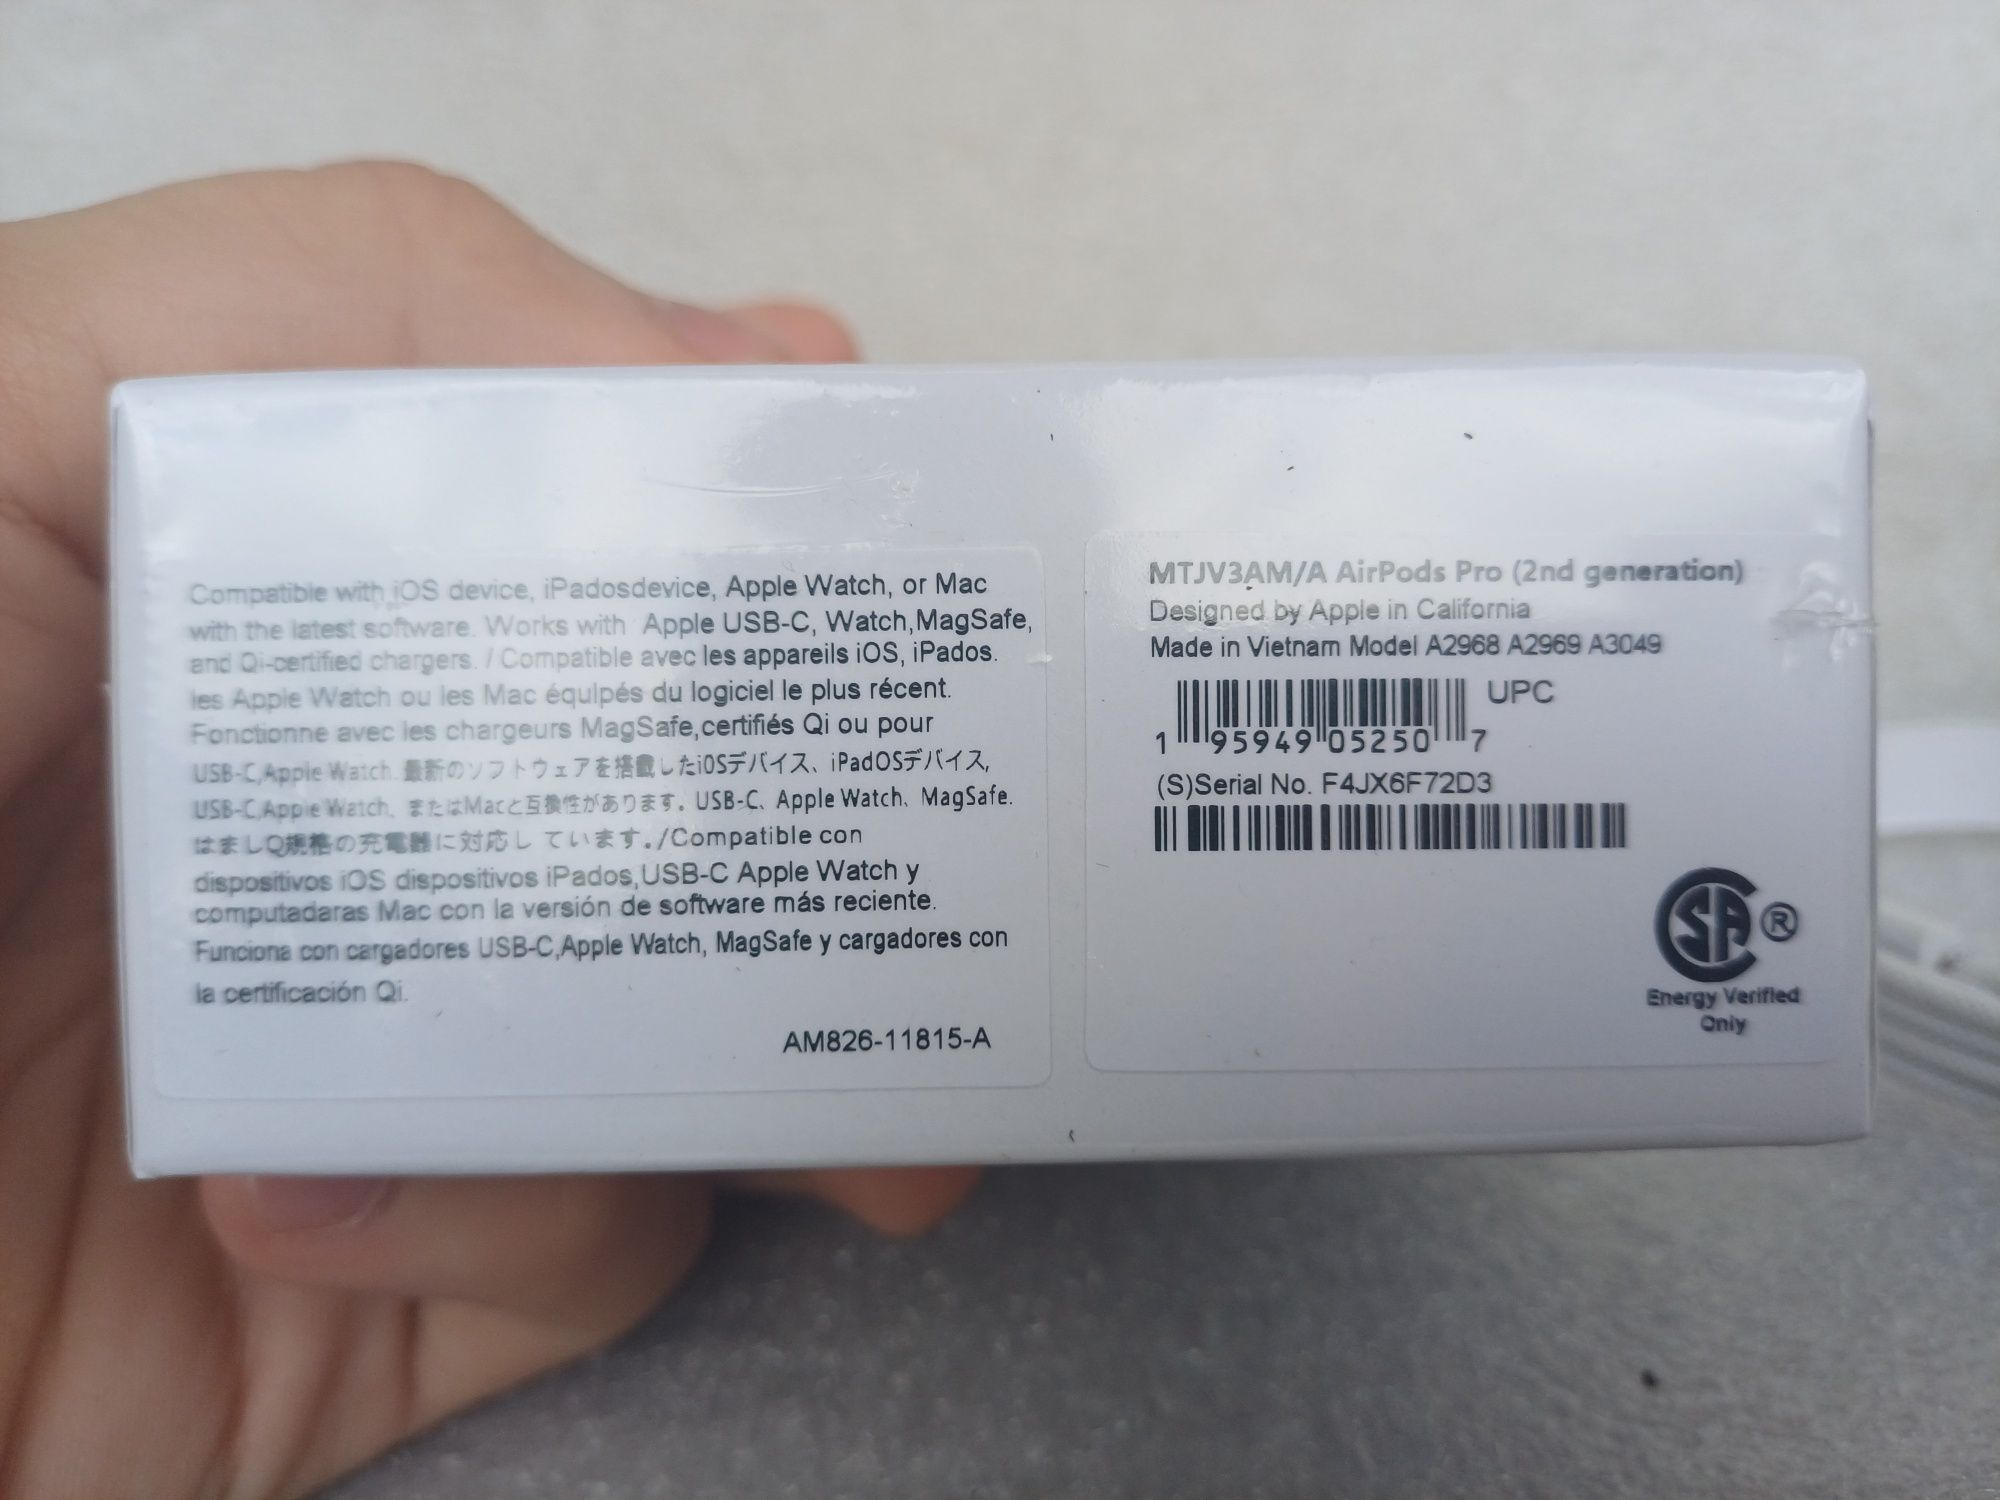 Compatible with iOS device, iPadosdevice, Apple Watch, or Mac
with the latest software. Works with Apple USB-C, Watch,MagSafe,
and Qi-certified chargers. / Compatible avec les appareils iOS, iPados.
les Apple Watch ou les Mac équlpés du logiciel le plus récent.
Fonctionne avec les chargeurs MagSafe,certifiés Qi ou pour
USB-C,Apple Watch. 最新のソフトウェアを搭載したiOSデバイス、iPadOSデバイス,
USB-C,Apple Watch、またはMacと互換性があります。USB-C、Apple Watch、MagSafe.
はましQ規格の充電器に対応し ています./Compatible con
dispositivos iOS dispositivos iPados,USB-C Apple Watch y
computadaras Mac con la versión de software más reciente.
Funciona con cargadores USB-C,Apple Watch, MagSafe y cargadores con
la certificación Qi.
AM826-11815-A
MTJV3AM/A AirPods Pro (2nd generation)
Designed by Apple in California
Made in Vietnam Model A2968 A2969 A3049
UPC
1 95949 05250 7
(S)Serial No. F4JX6F72D3
SA ®
Energy Verified
Only